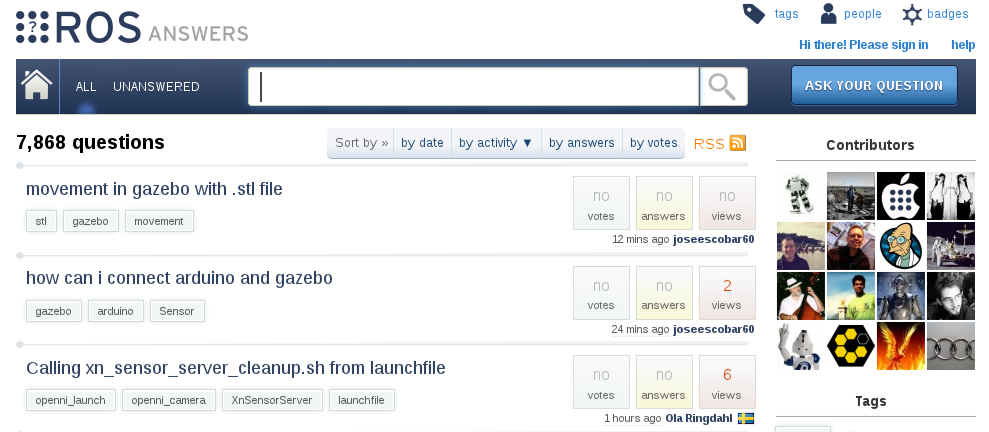 tags people badges
ROS ANSWERS
Hi there! Please sign in help
ALL UNANSWERED ASK YOUR QUESTION
7,868 questions
Sort by » by date by activity ▼ by answers by votes RSS
Contributors
movement in gazebo with .stl file
no no no
stl gazebo movement
votes answers views
12 mins ago joseescobar60
how can i connect arduino and gazebo
no no 2
gazebo arduino Sensor
votes answers views
24 mins ago joseescobar60
Calling xn_sensor_server_cleanup.sh from launchfile
no no 6
openni_launch openni_camera XnSensorServer launchfile
votes answers views
1 hours ago Ola Ringdahl
Tags